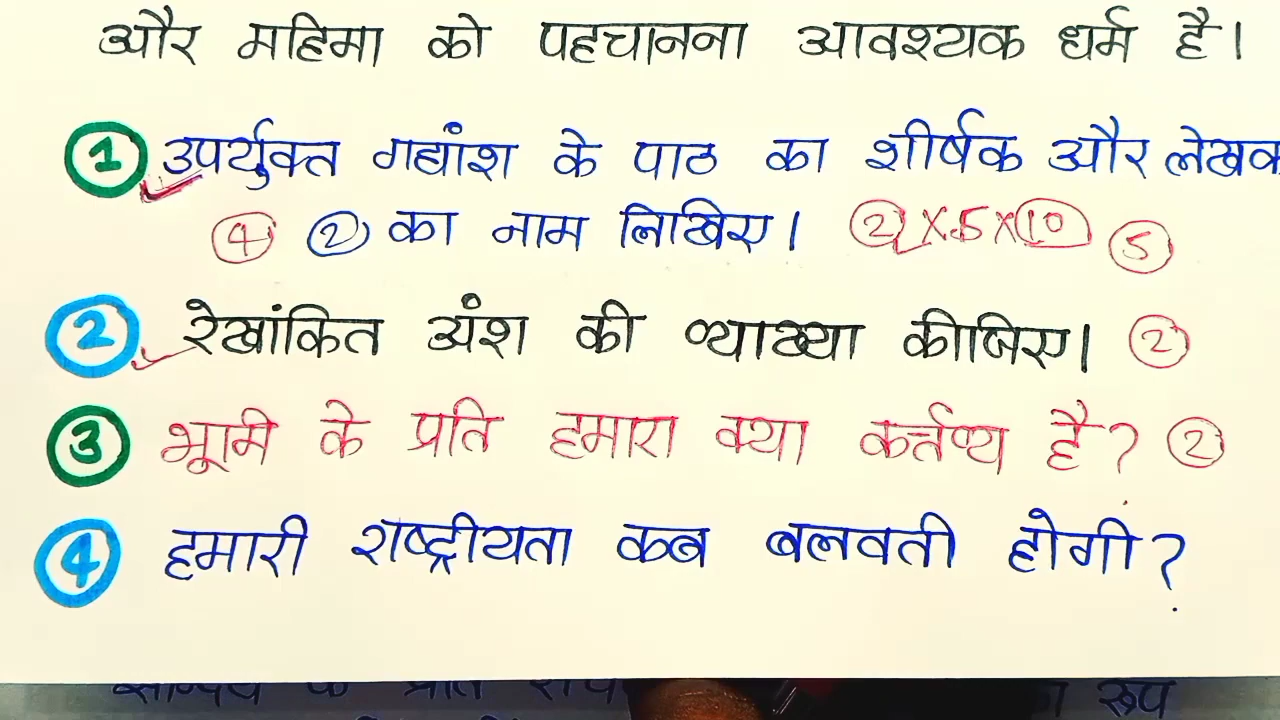 और महिमा को पहचानना आवश्यक धर्म है।
1 उपर्युक्त गद्यांश के पाठ का शीर्षक और लेखक
4 2 का नाम लिखिए। 2 x 5 x 10 5
2 रेखांकित अंश की व्याख्या कीजिए। 2
3 भूमि के प्रति हमारा क्या कर्त्तव्य है? 2
4 हमारी राष्ट्रीयता कब बलवती होगी?
के प्रति रूप